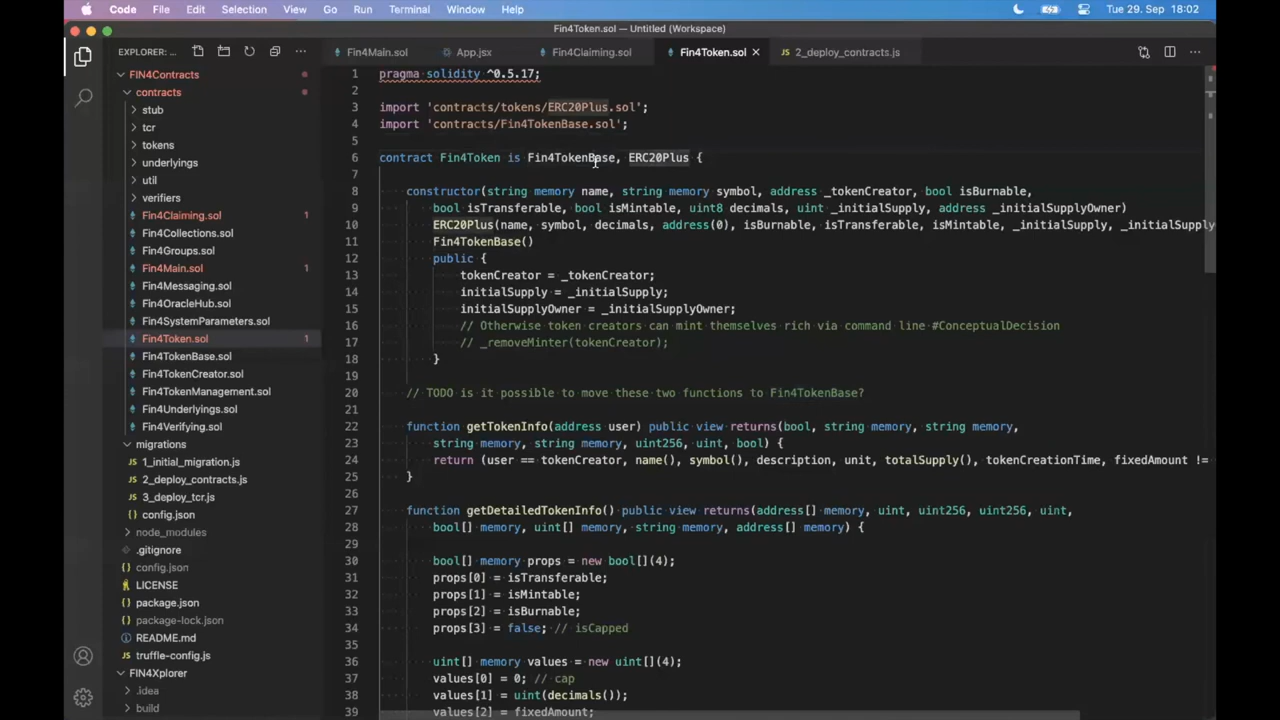 Code File Edit Selection View Go Run Terminal Window Help Tue 29. Sep 18:02
Fin4Token.sol — Untitled (Workspace)
EXPLORER: ...
Fin4Main.sol App.jsx Fin4Claiming.sol Fin4Token.sol 2_deploy_contracts.js
FIN4Contracts
contracts
stub
tcr
tokens
underlyings
util
verifiers
Fin4Claiming.sol 1
Fin4Collections.sol
Fin4Groups.sol
Fin4Main.sol 1
Fin4Messaging.sol
Fin4OracleHub.sol
Fin4SystemParameters.sol
Fin4Token.sol 1
Fin4TokenBase.sol
Fin4TokenCreator.sol
Fin4TokenManagement.sol
Fin4Underlyings.sol
Fin4Verifying.sol
migrations
1_initial_migration.js
2_deploy_contracts.js
3_deploy_tcr.js
config.json
node_modules
.gitignore
config.json
LICENSE
package.json
package-lock.json
README.md
truffle-config.js
FIN4Xplorer
.idea
build
1 pragma solidity ^0.5.17;
2
3 import 'contracts/tokens/ERC20Plus.sol';
4 import 'contracts/Fin4TokenBase.sol';
5
6 contract Fin4Token is Fin4TokenBase, ERC20Plus {
7
8 constructor(string memory name, string memory symbol, address _tokenCreator, bool isBurnable,
9 bool isTransferable, bool isMintable, uint8 decimals, uint _initialSupply, address _initialSupplyOwner)
10 ERC20Plus(name, symbol, decimals, address(0), isBurnable, isTransferable, isMintable, _initialSupply, _initialSupply
11 Fin4TokenBase()
12 public {
13 tokenCreator = _tokenCreator;
14 initialSupply = _initialSupply;
15 initialSupplyOwner = _initialSupplyOwner;
16 // Otherwise token creators can mint themselves rich via command line #ConceptualDecision
17 // _removeMinter(tokenCreator);
18 }
19
20 // TODO is it possible to move these two functions to Fin4TokenBase?
21
22 function getTokenInfo(address user) public view returns(bool, string memory, string memory,
23 string memory, string memory, uint256, uint, bool) {
24 return (user == tokenCreator, name(), symbol(), description, unit, totalSupply(), tokenCreationTime, fixedAmount !=
25 }
26
27 function getDetailedTokenInfo() public view returns(address[] memory, uint, uint256, uint256, uint,
28 bool[] memory, uint[] memory, string memory, address[] memory) {
29
30 bool[] memory props = new bool[](4);
31 props[0] = isTransferable;
32 props[1] = isMintable;
33 props[2] = isBurnable;
34 props[3] = false; // isCapped
35
36 uint[] memory values = new uint[](4);
37 values[0] = 0; // cap
38 values[1] = uint(decimals());
39 values[2] = fixedAmount;